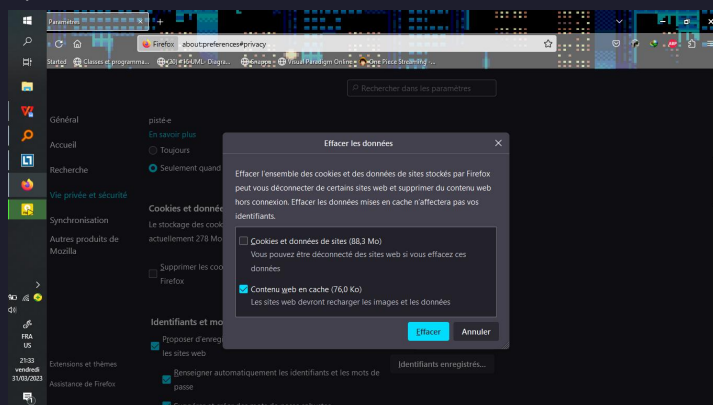 Paramètres
Firefox about:preferences#privacy
Started Classes et programma... (30) #16UML- Diagra... Visual Paradigm Online One Piece Streaming -...
Rechercher dans les paramètres
Général
Accueil
Recherche
Vie privée et sécurité
Synchronisation
Autres produits de
Mozilla
Extensions et thèmes
Assistance de Firefox
pisté·e
En savoir plus
Toujours
Seulement quand
Cookies et donnée
Le stockage des cook
actuellement 278 Mo
Supprimer les coo
Firefox
Identifiants et mo
Proposer d'enreg
les sites web
Renseigner automatiquement les identifiants et les mots de
passe
Identifiants enregistrés...
Effacer les données
Effacer l'ensemble des cookies et des données de sites stockés par Firefox
peut vous déconnecter de certains sites web et supprimer du contenu web
hors connexion. Effacer les données mises en cache n'affectera pas vos
identifiants.
Cookies et données de sites (88,3 Mo)
Vous pouvez être déconnecté des sites web si vous effacez ces
données
Contenu web en cache (76,0 Ko)
Les sites web devront recharger les images et les données
Effacer Annuler
FRA
US
21:33
vendredi
31/03/2023